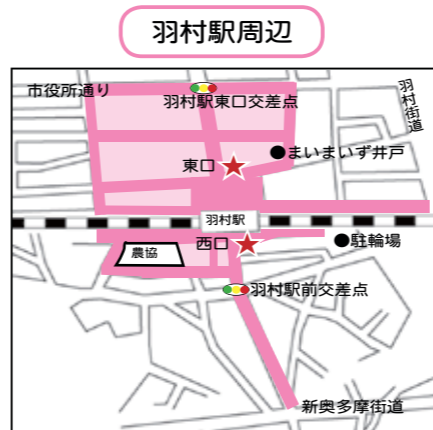 羽村駅周辺
市役所通り
羽村駅東口交差点
羽村街道
まいまいず井戸
東口
羽村駅
西口
駐輪場
農協
羽村駅前交差点
新奥多摩街道